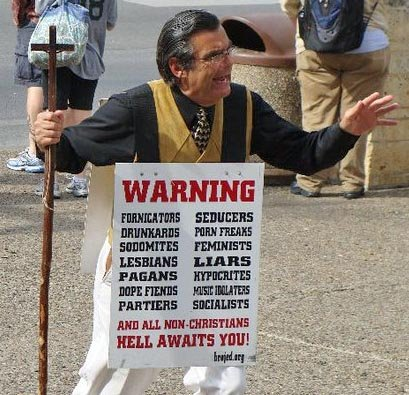 WARNING
FORNICATORS SEDUCERS
DRUNKARDS PORN FREAKS
SODOMITES FEMINISTS
LESBIANS LIARS
PAGANS HYPOCRITES
DOPE FIENDS MUSIC IDOLATERS
PARTIERS SOCIALISTS
AND ALL NON-CHRISTIANS
HELL AWAITS YOU!
brojed.org